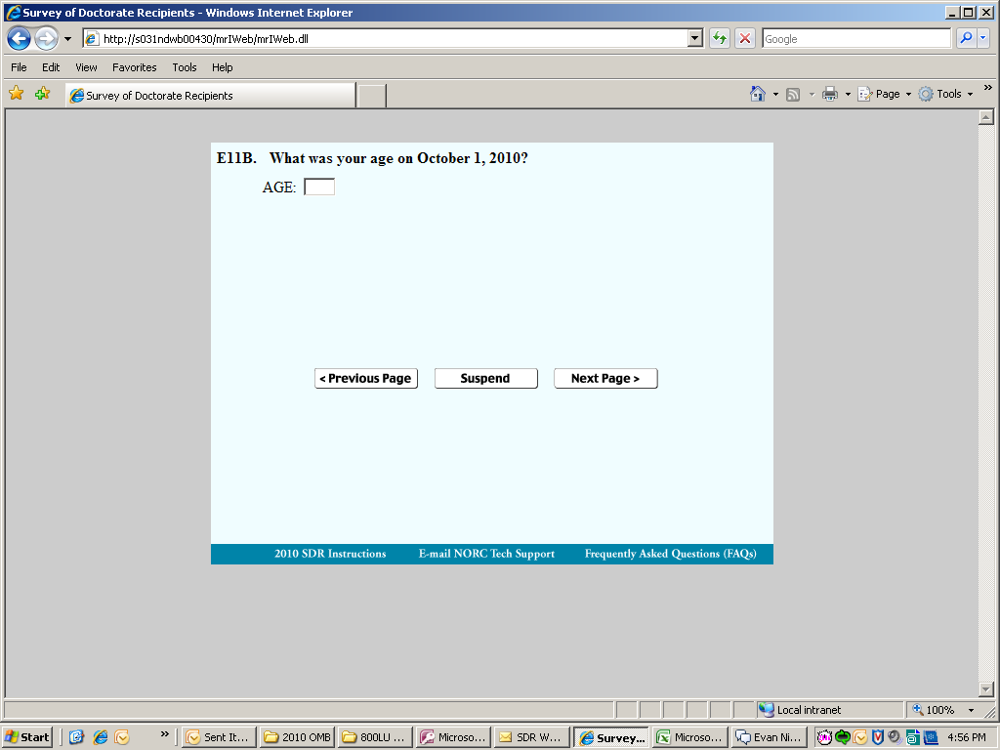 Survey of Doctorate Recipients - Windows Internet Explorer
http://s031ndwb00430/mrIWeb/mrIWeb.dll
Google
File Edit View Favorites Tools Help
Survey of Doctorate Recipients
Page Tools »
E11B. What was your age on October 1, 2010?
AGE:
< Previous Page Suspend Next Page >
2010 SDR Instructions E-mail NORC Tech Support Frequently Asked Questions (FAQs)
Local intranet 100%
Start » Sent It... 2010 OMB 800LU ... Microso... SDR W... Survey... Microso... Evan Ni... 4:56 PM